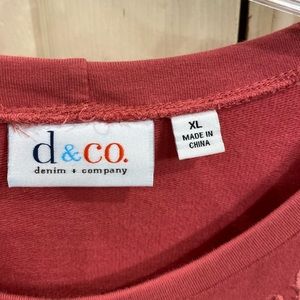 d&co.
denim + company
XL
MADE IN
CHINA